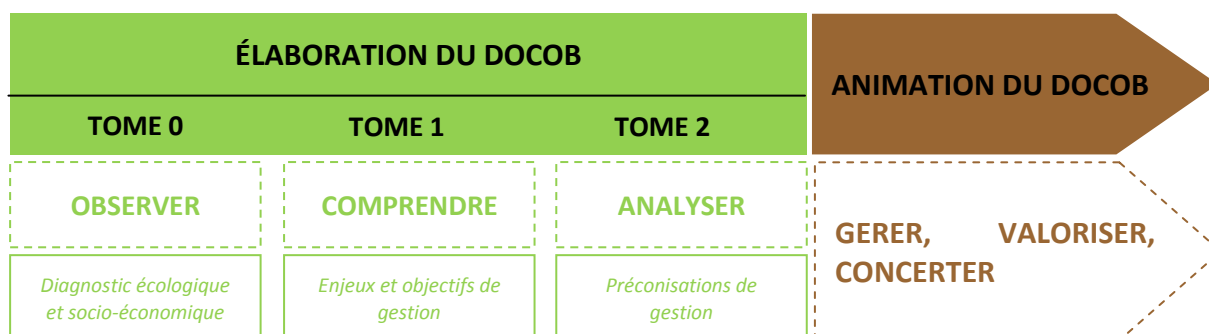 ÉLABORATION DU DOCOB
ANIMATION DU DOCOB
TOME 0
TOME 1
TOME 2
OBSERVER
COMPRENDRE
ANALYSER
GERER, VALORISER,
CONCERTER
Diagnostic écologique
et socio-économique
Enjeux et objectifs de
gestion
Préconisations de
gestion